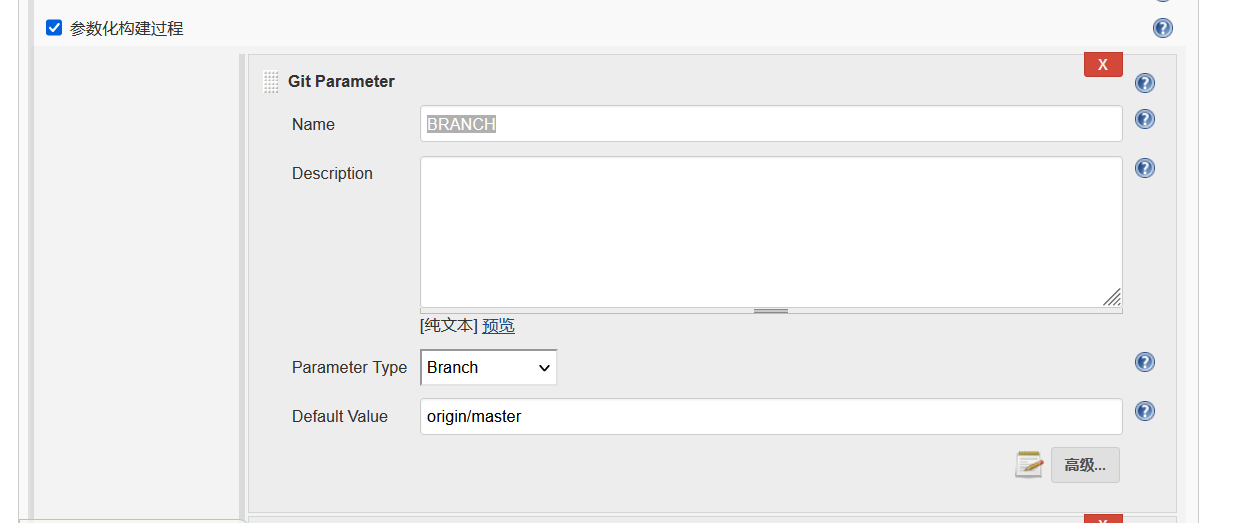 参数化构建过程
X
Git Parameter
Name
BRANCH
Description
[纯文本] 预览
Parameter Type
Branch
Default Value
origin/master
高级...
X